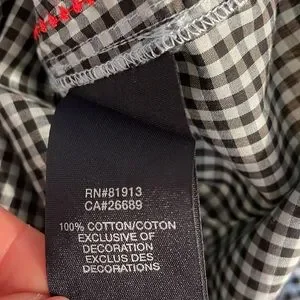 RN#81913
CA#26689
100% COTTON/COTON
EXCLUSIVE OF
DECORATION
EXCLUS DES
DECORATIONS